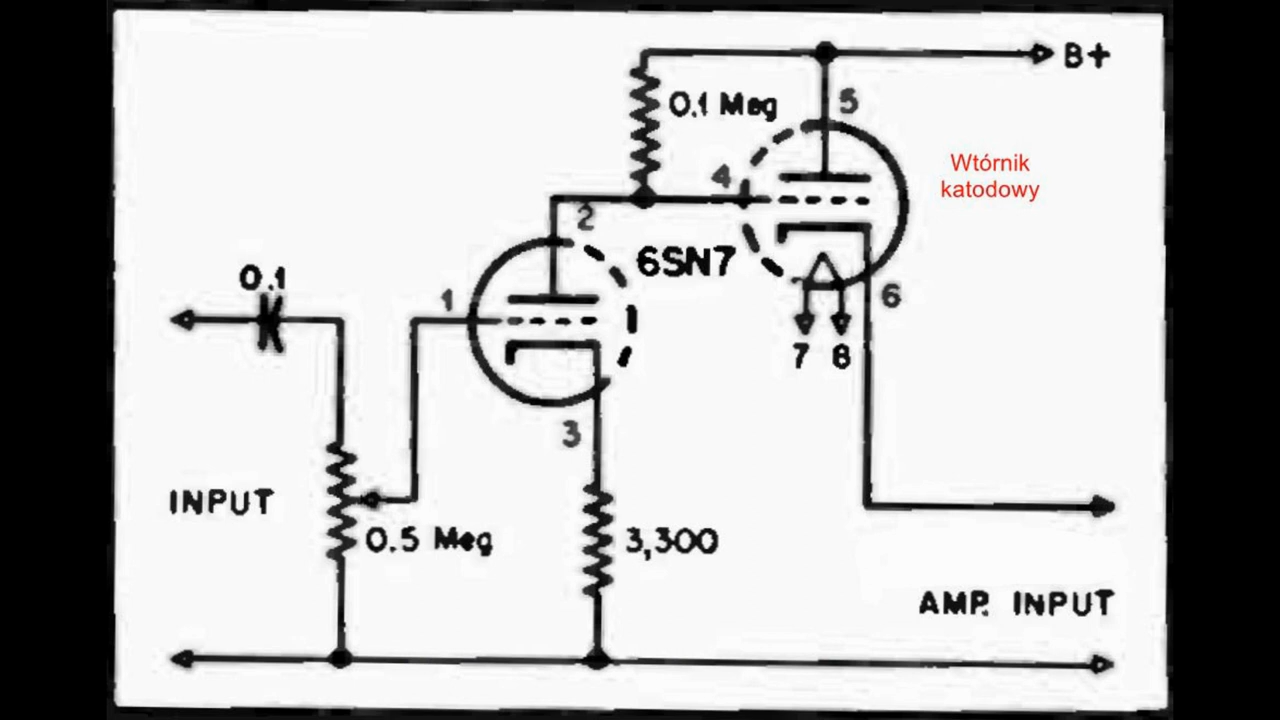 B+
0.1 Meg
5
Wtórnik
katodowy
4
2
6SN7
0.1
1
6
7 8
3
INPUT
0.5 Meg
3,300
AMP. INPUT